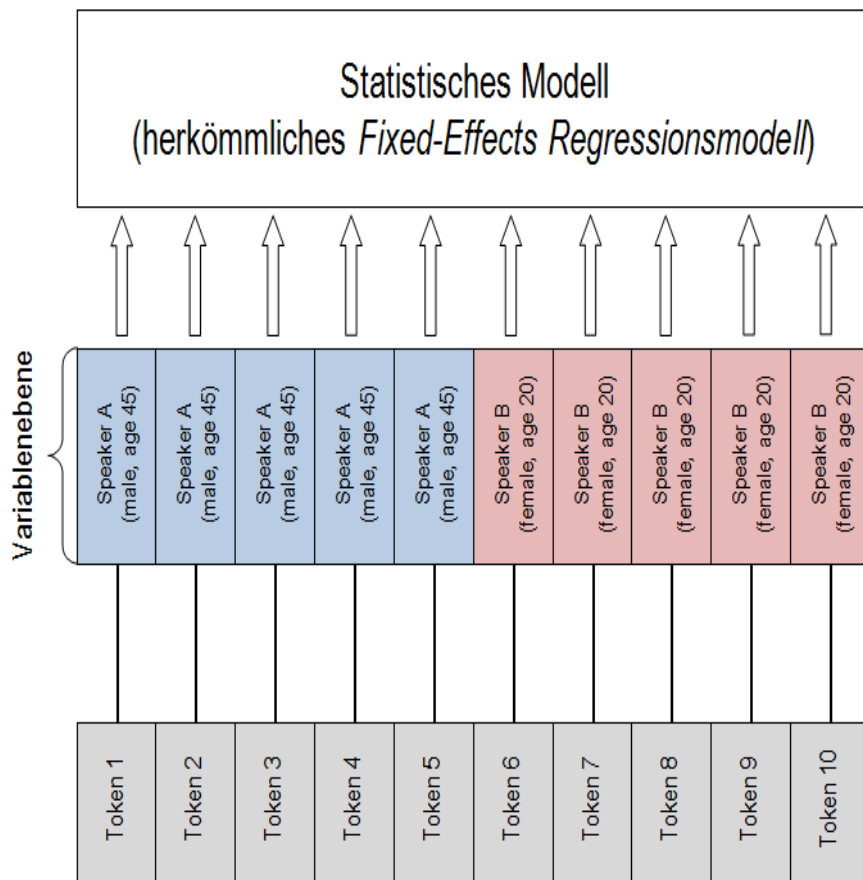 Statistisches Modell
(herkömmliches Fixed-Effects Regressionsmodell)
Variablenebene
Speaker A
(male, age 45)
Speaker A
(male, age 45)
Speaker A
(male, age 45)
Speaker A
(male, age 45)
Speaker A
(male, age 45)
Speaker B
(female, age 20)
Speaker B
(female, age 20)
Speaker B
(female, age 20)
Speaker B
(female, age 20)
Speaker B
(female, age 20)
Token 1
Token 2
Token 3
Token 4
Token 5
Token 6
Token 7
Token 8
Token 9
Token 10